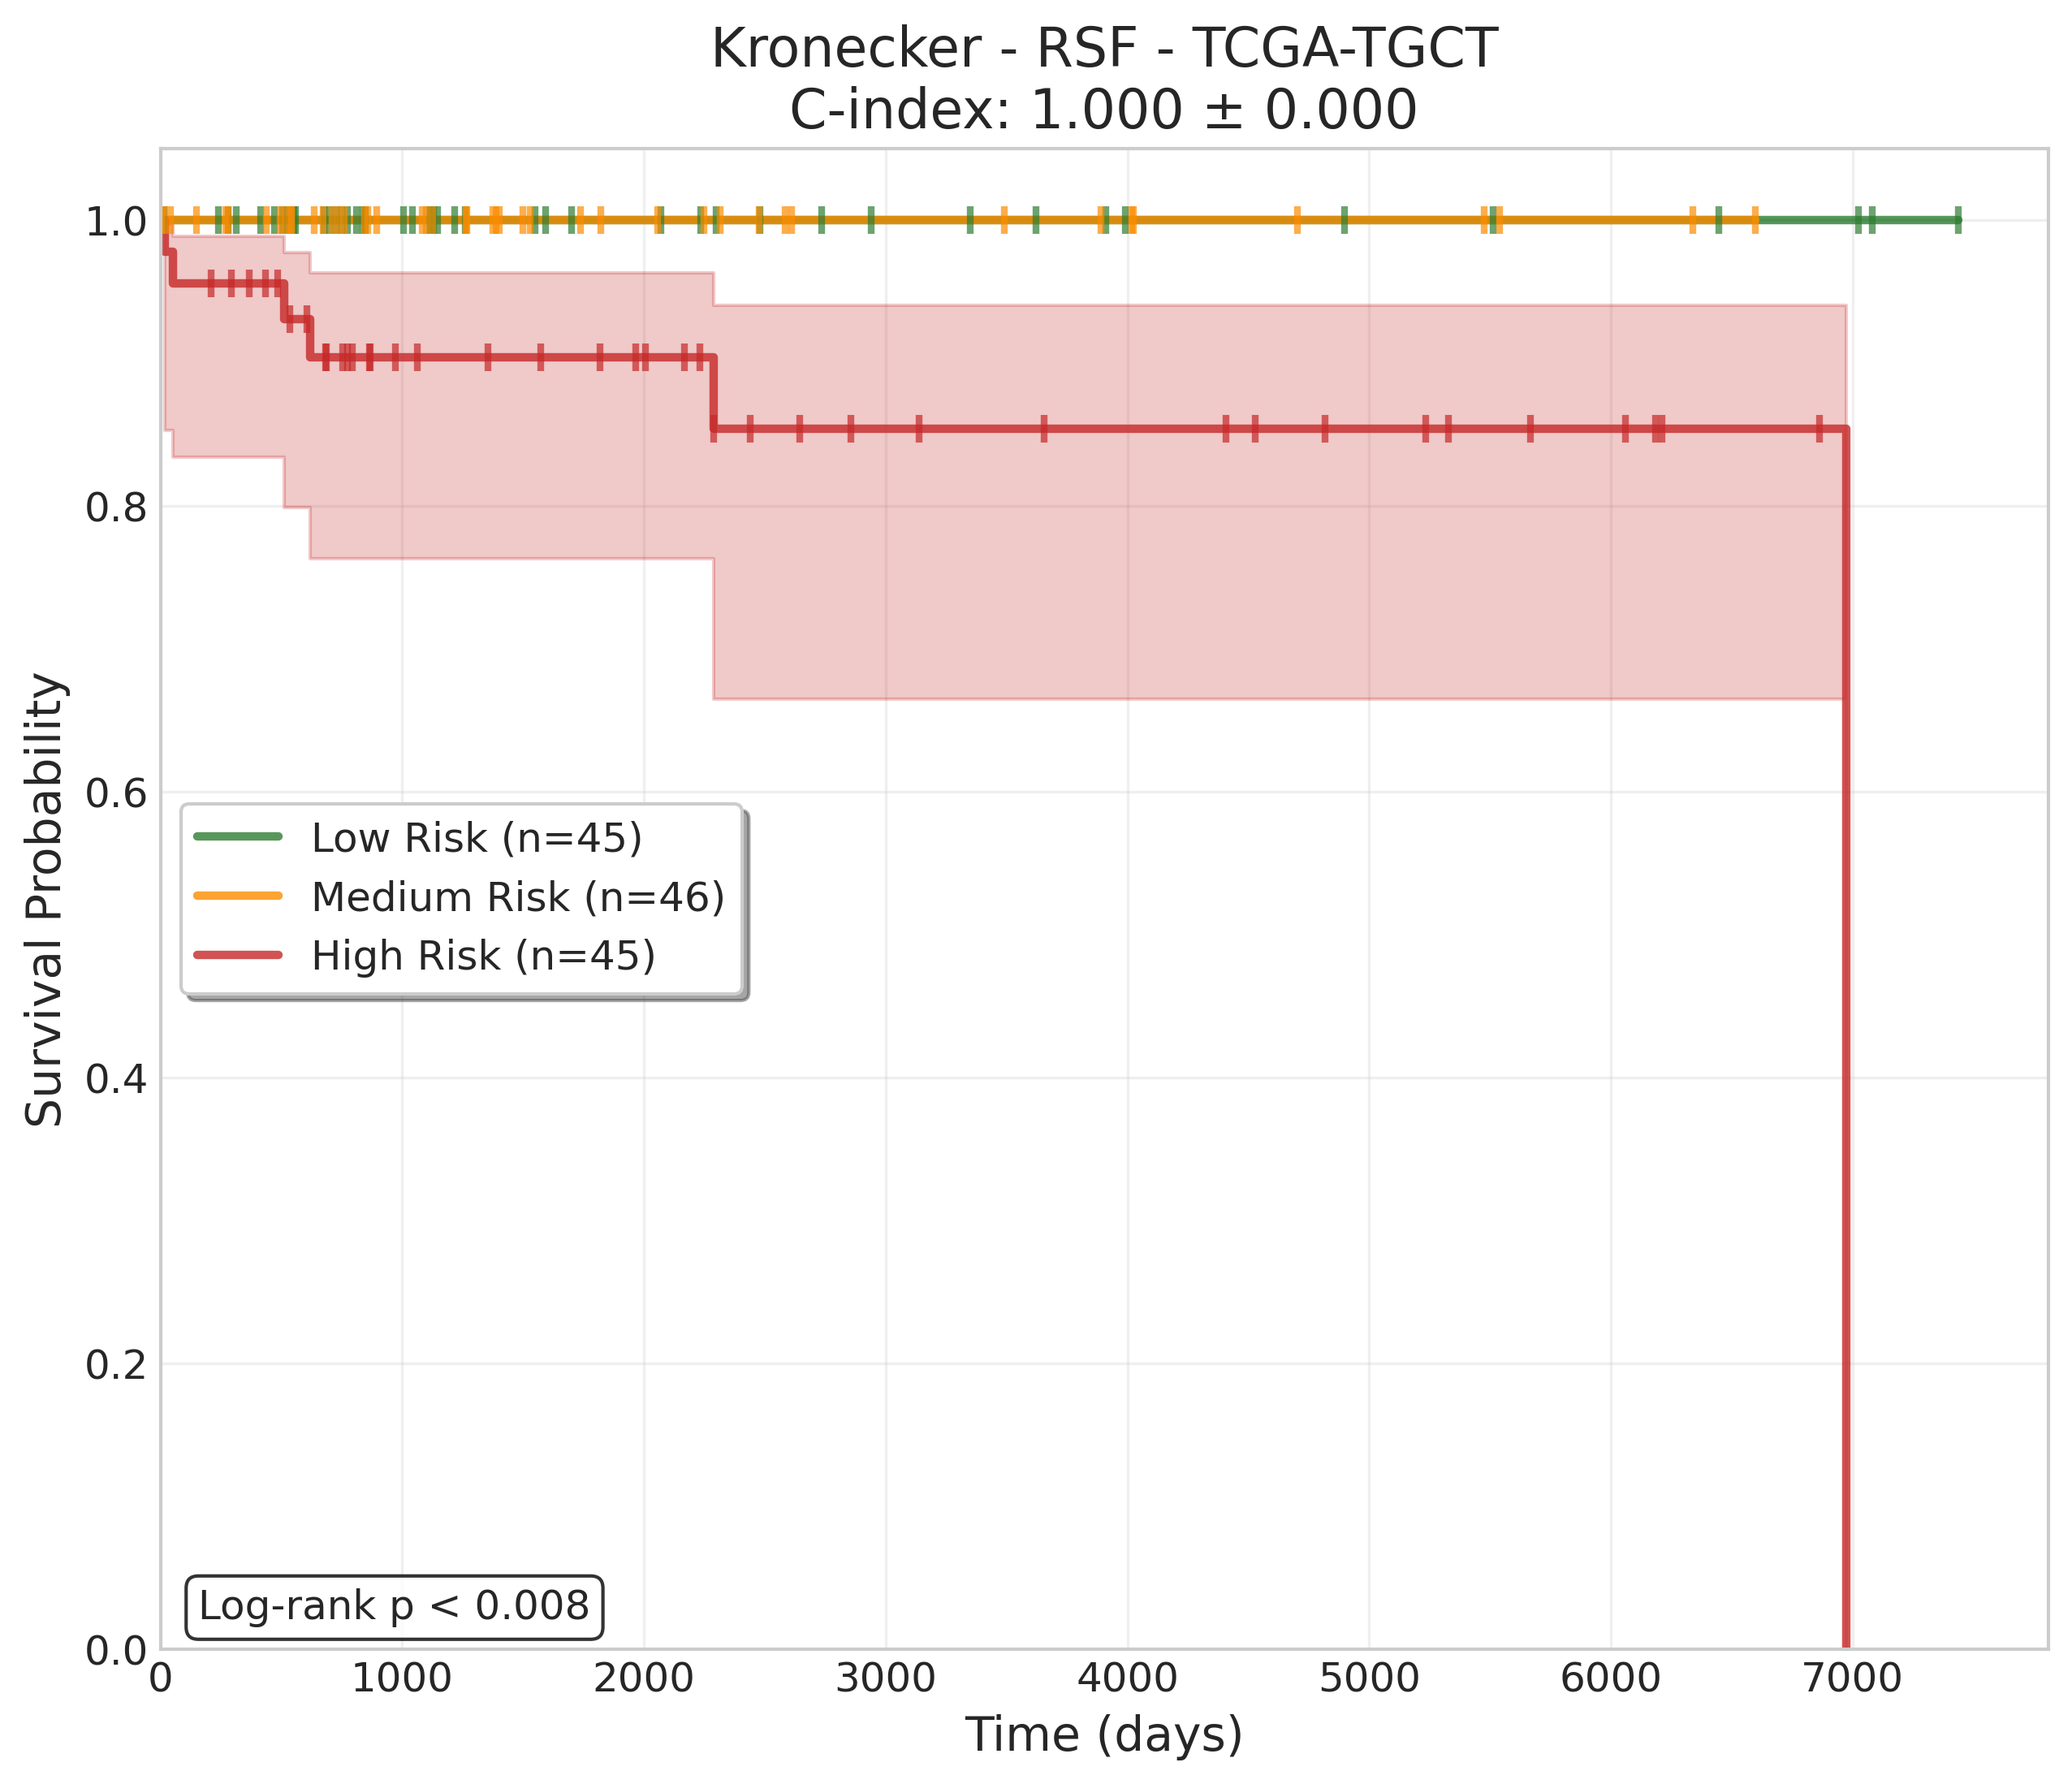 Kronecker - RSF - TCGA-TGCT
C-index: 1.000 ± 0.000
Survival Probability
1.0
0.8
0.6
0.4
0.2
0.0
Low Risk (n=45)
Medium Risk (n=46)
High Risk (n=45)
Log-rank p < 0.008
0 1000 2000 3000 4000 5000 6000 7000
Time (days)